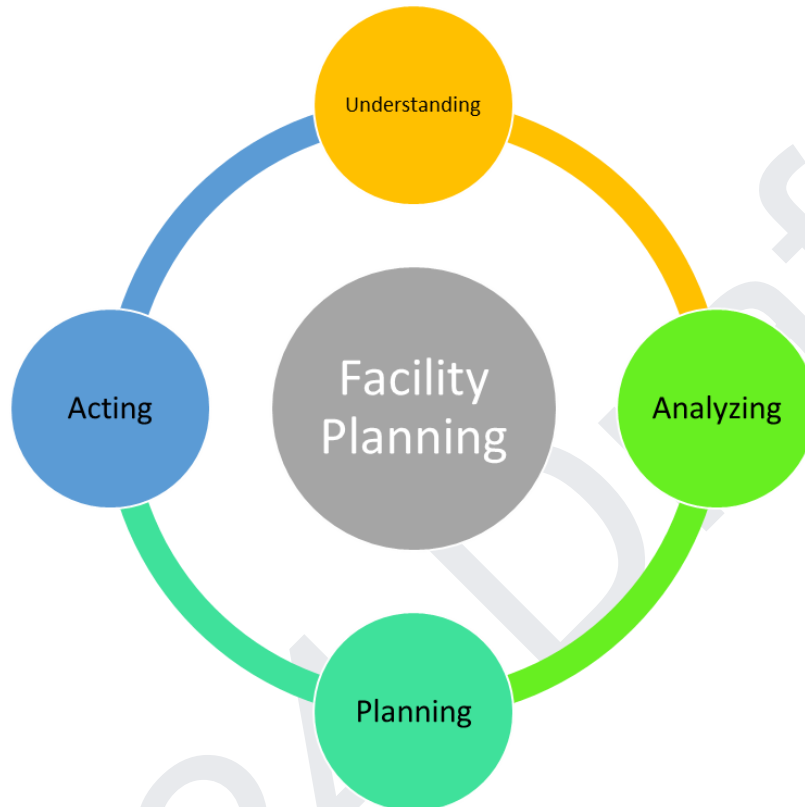 Understanding
Acting
Facility
Planning
Analyzing
Planning